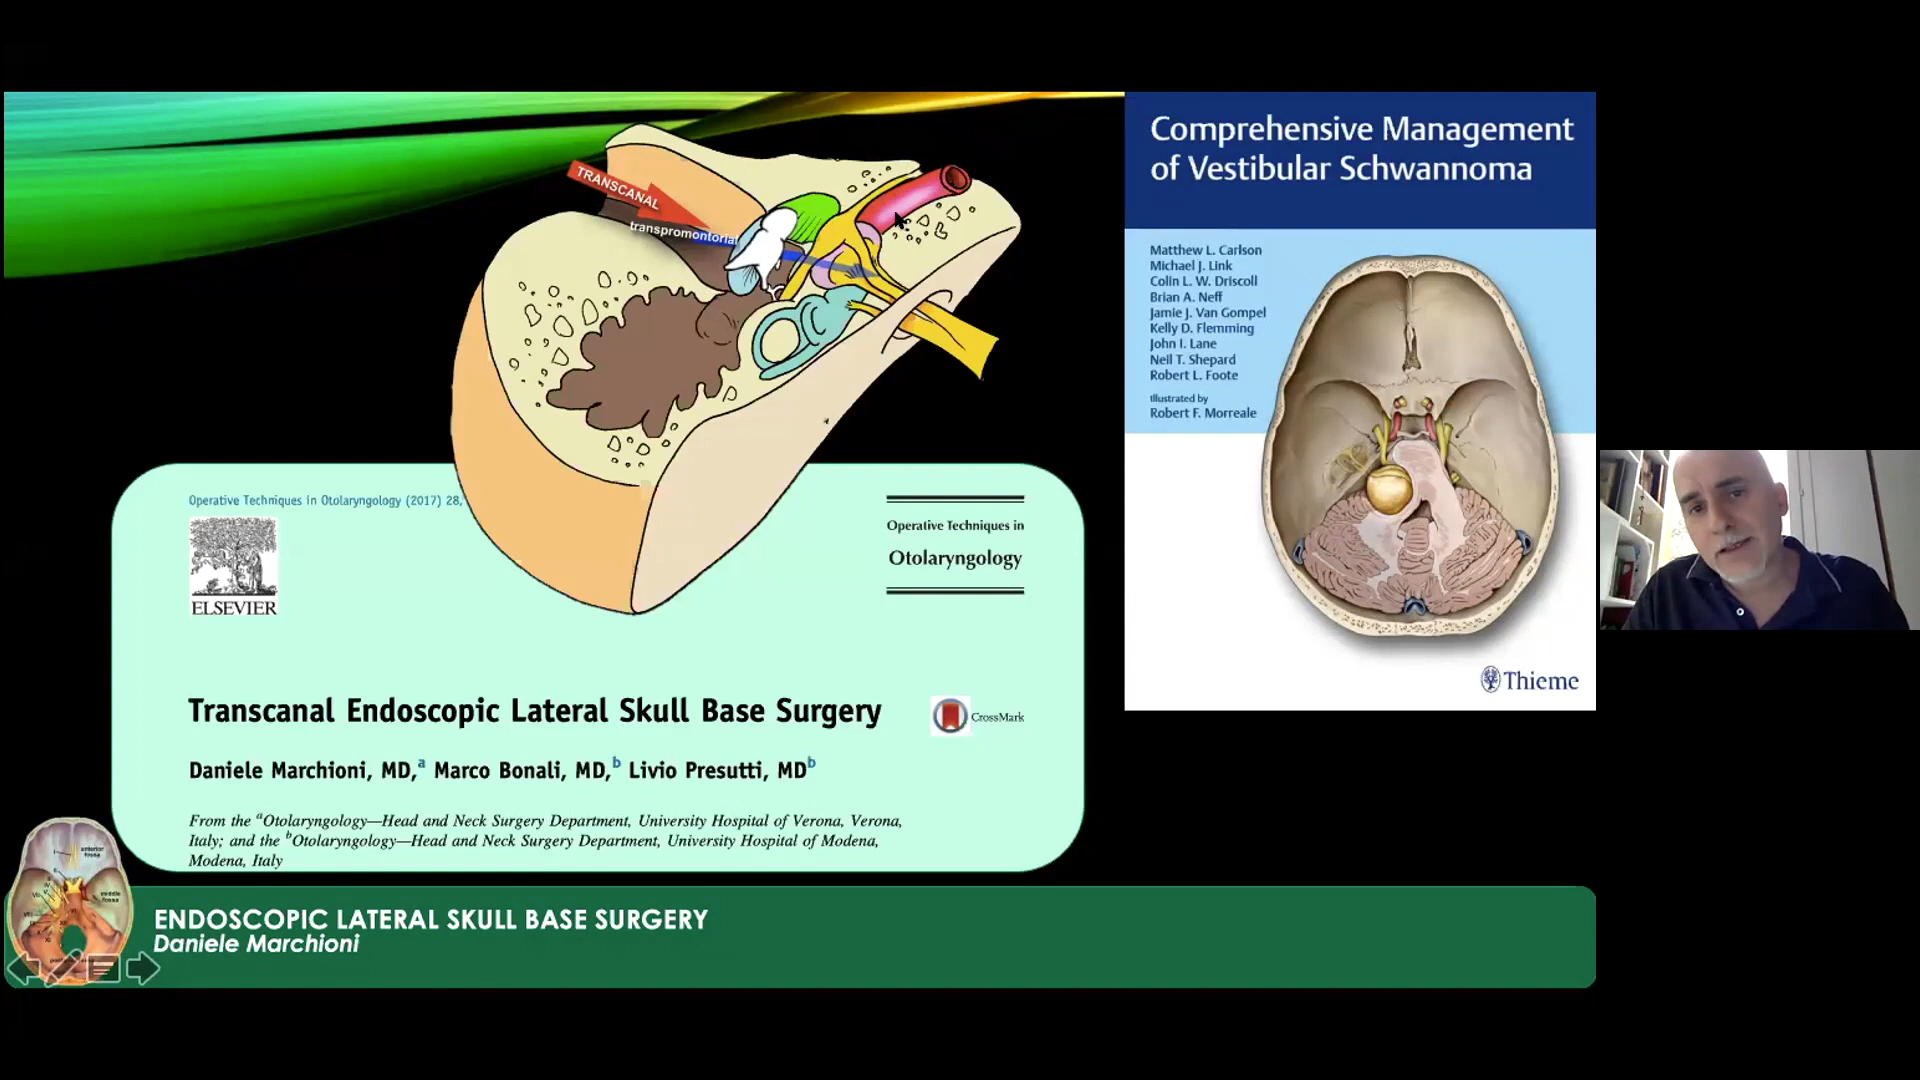 TRANSCANAL
transpromontorial
Operative Techniques in Otolaryngology (2017) 28,
ELSEVIER
Operative Techniques in
Otolaryngology
Transcanal Endoscopic Lateral Skull Base Surgery
CrossMark
Daniele Marchioni, MD,a Marco Bonali, MD,b Livio Presutti, MDb
From the aOtolaryngology—Head and Neck Surgery Department, University Hospital of Verona, Verona,
Italy; and the bOtolaryngology—Head and Neck Surgery Department, University Hospital of Modena,
Modena, Italy
Comprehensive Management
of Vestibular Schwannoma
Matthew L. Carlson
Michael J. Link
Colin L. W. Driscoll
Brian A. Neff
Jamie J. Van Gompel
Kelly D. Flemming
John I. Lane
Neil T. Shepard
Robert L. Foote
Illustrated by
Robert F. Morreale
Thieme
anterior
fossa
middle
fossa
ENDOSCOPIC LATERAL SKULL BASE SURGERY
Daniele Marchioni